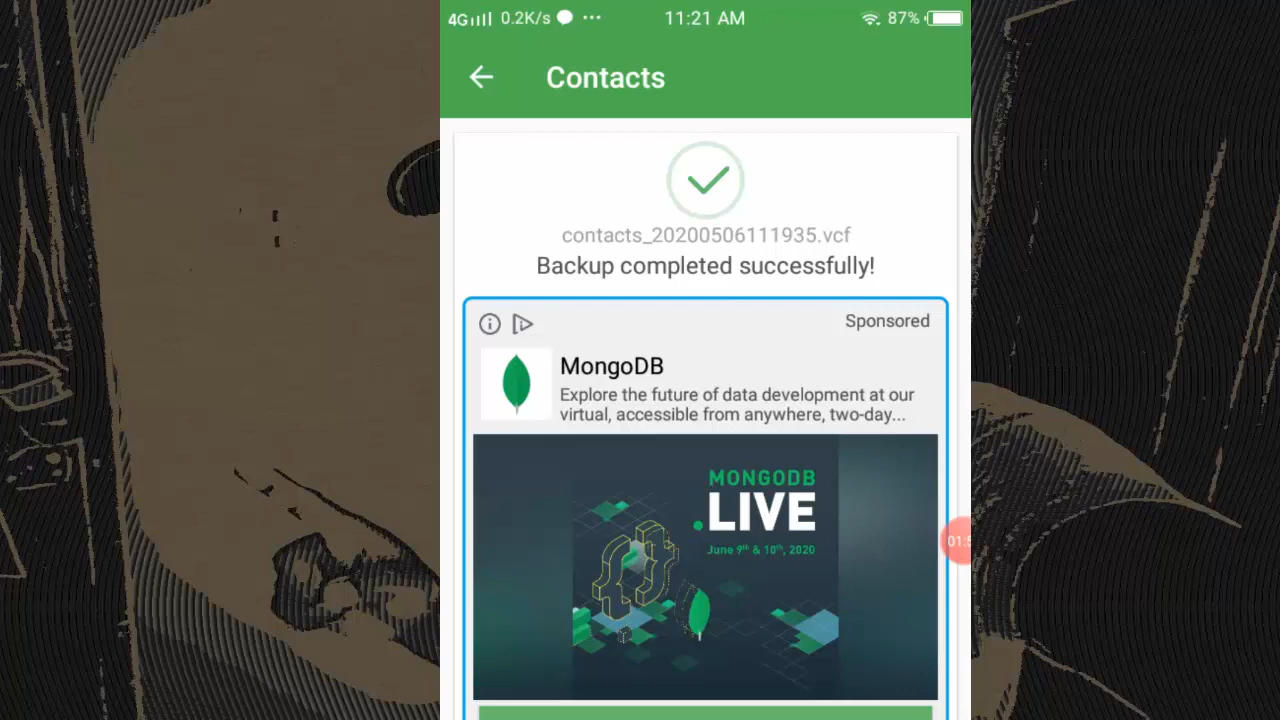 4G 0.2K/s ... 11:21 AM 87%
Contacts
contacts_20200506111935.vcf
Backup completed successfully!
Sponsored
MongoDB
Explore the future of data development at our
virtual, accessible from anywhere, two-day...
MONGODB
.LIVE
June 9th & 10th, 2020